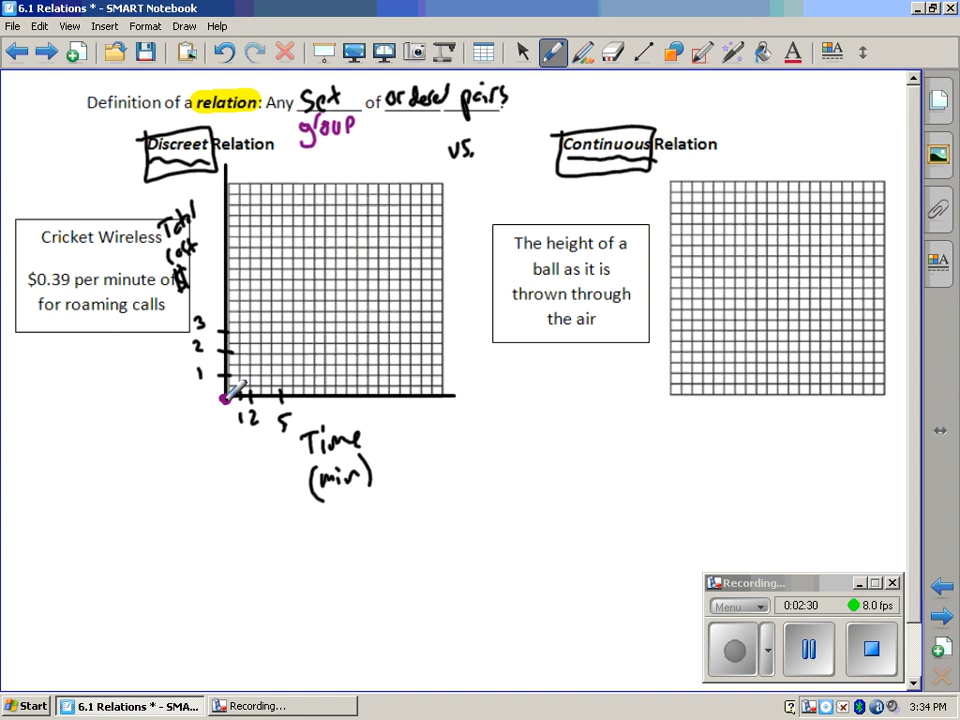 6.1 Relations * - SMART Notebook
File Edit View Insert Format Draw Help
Definition of a relation: Any Set of ordered pairs.
group
Discreet Relation
vs.
Continuous Relation
Total
Cost
$
Cricket Wireless
$0.39 per minute of
for roaming calls
The height of a
ball as it is
thrown through
the air
3
2
1
1 2 5
Time
(min)
Recording...
Menu 0:02:30 8.0 fps
Start 6.1 Relations * - SMA... Recording... 3:34 PM